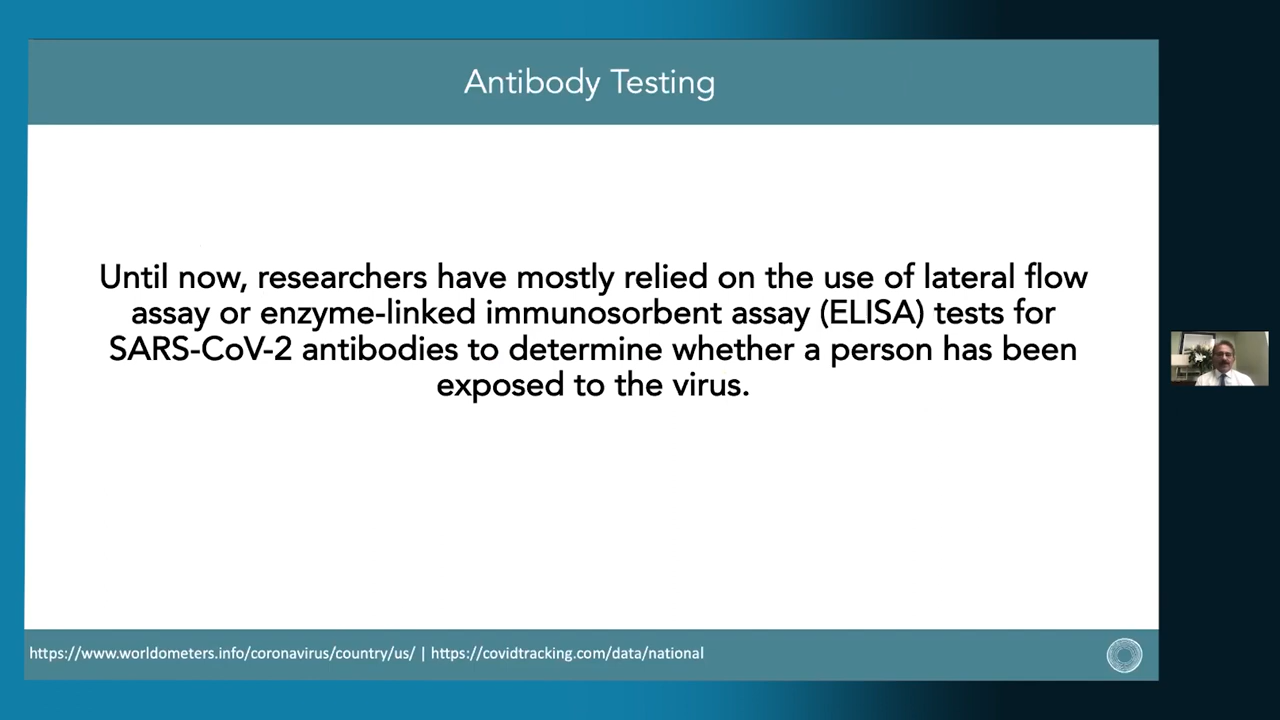 Antibody Testing
Until now, researchers have mostly relied on the use of lateral flow
assay or enzyme-linked immunosorbent assay (ELISA) tests for
SARS-CoV-2 antibodies to determine whether a person has been
exposed to the virus.
https://www.worldometers.info/coronavirus/country/us/ | https://covidtracking.com/data/national